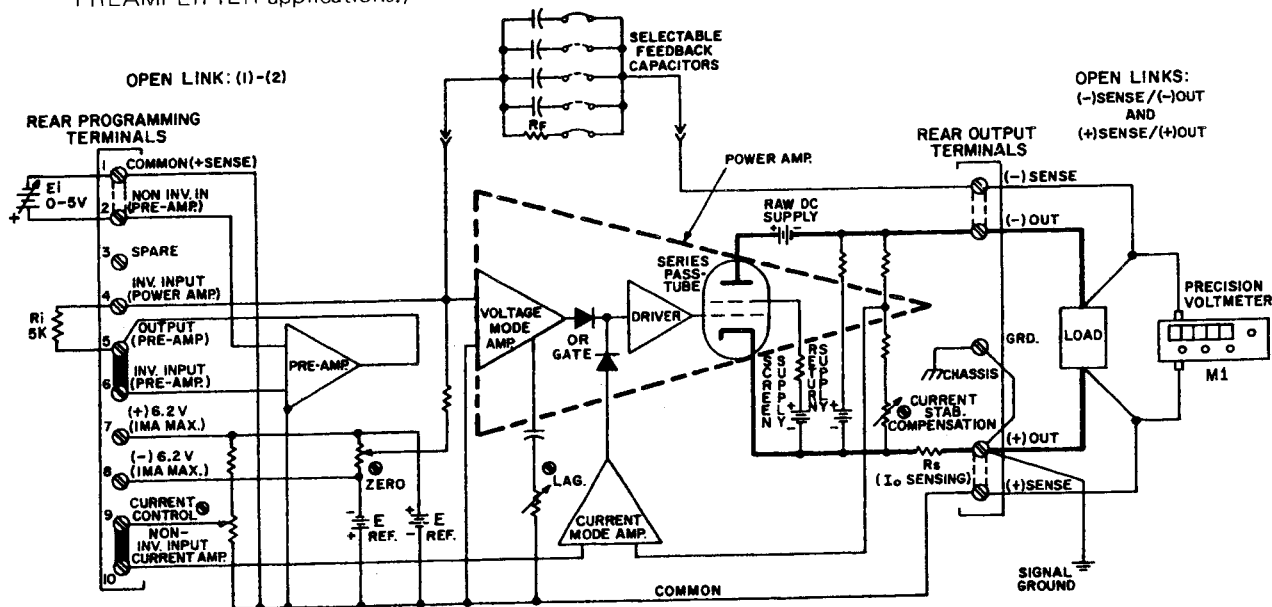 PREAMPLIFIER applications.)
SELECTABLE
FEEDBACK
CAPACITORS
RF
OPEN LINK: (1)-(2)
OPEN LINKS:
(-)SENSE/(-)OUT
AND
(+)SENSE/(+)OUT
REAR PROGRAMMING
TERMINALS
REAR OUTPUT
TERMINALS
POWER AMP.
1 COMMON (+SENSE)
Ei
0-5V
+
2 NON INV. IN
(PRE-AMP.)
3 SPARE
4 INV. INPUT
(POWER AMP.)
Ri
5K
5 OUTPUT
(PRE-AMP)
6 INV. INPUT
(PRE-AMP.)
7 (+) 6.2V
(1MA MAX.)
8 (-) 6.2V
(1MA MAX.)
9 CURRENT
CONTROL
NON-
INV. INPUT
CURRENT AMP.
10
PRE-AMP.
ZERO
- E
+ REF.
+ E
- REF.
LAG.
VOLTAGE
MODE
AMP.
OR
GATE
DRIVER
SERIES
PASS-
TUBE
RAW DC
SUPPLY
+ -
SCREEN
SUPPLY
+
-
RETURN
SUPPLY
+
-
CURRENT
MODE AMP.
CURRENT STAB.
COMPENSATION
Rs
(Io SENSING)
(-) SENSE
(-) OUT
GRD.
CHASSIS
(+) OUT
(+) SENSE
LOAD
PRECISION
VOLTMETER
M1
COMMON
SIGNAL
GROUND